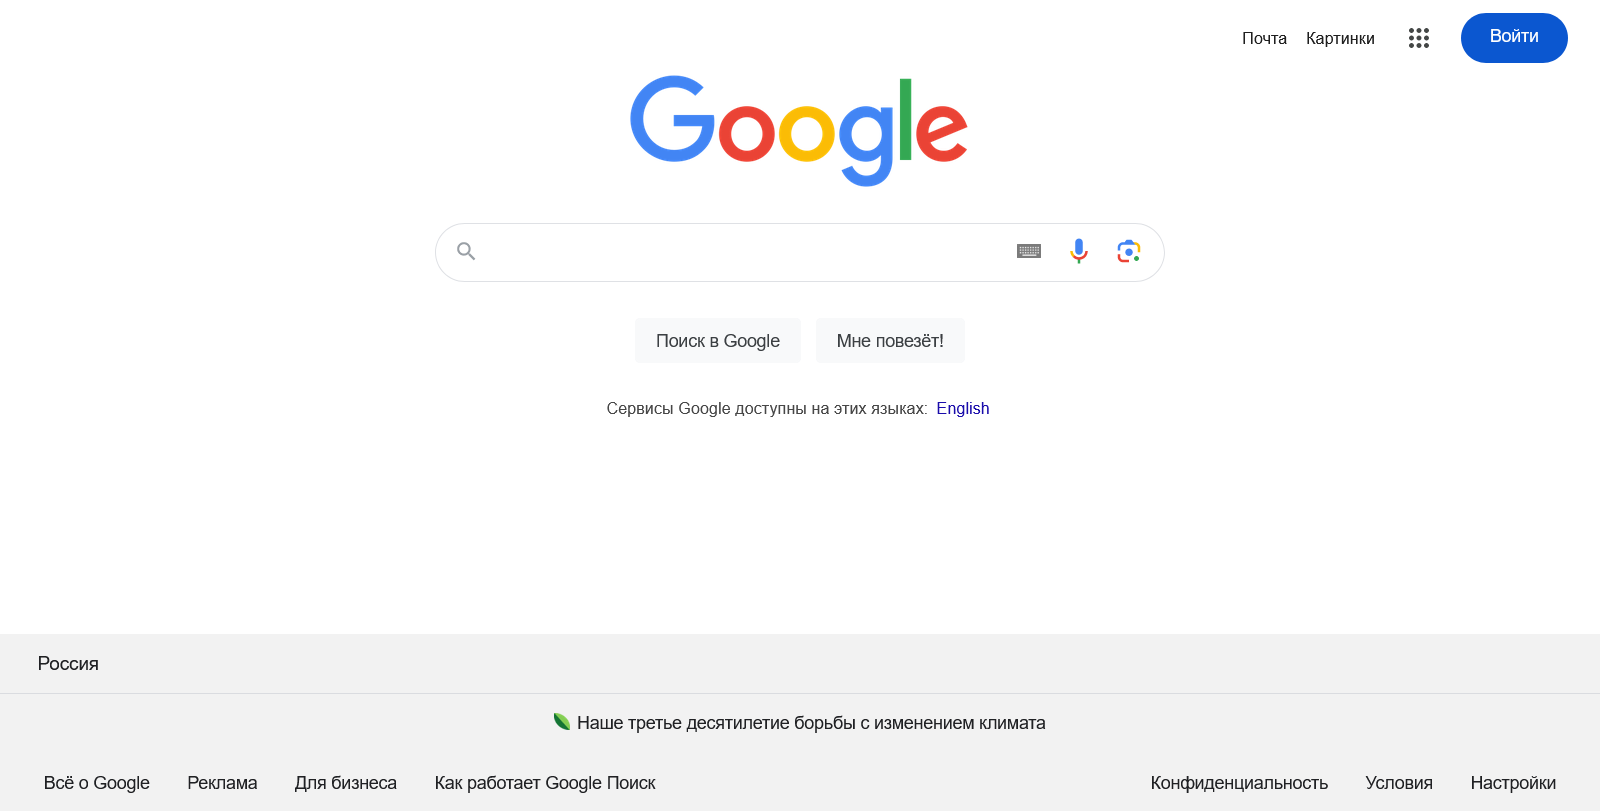 Почта Картинки Войти
Google
Поиск в Google Мне повезёт!
Сервисы Google доступны на этих языках: English
Россия
Наше третье десятилетие борьбы с изменением климата
Всё о Google Реклама Для бизнеса Как работает Google Поиск Конфиденциальность Условия Настройки